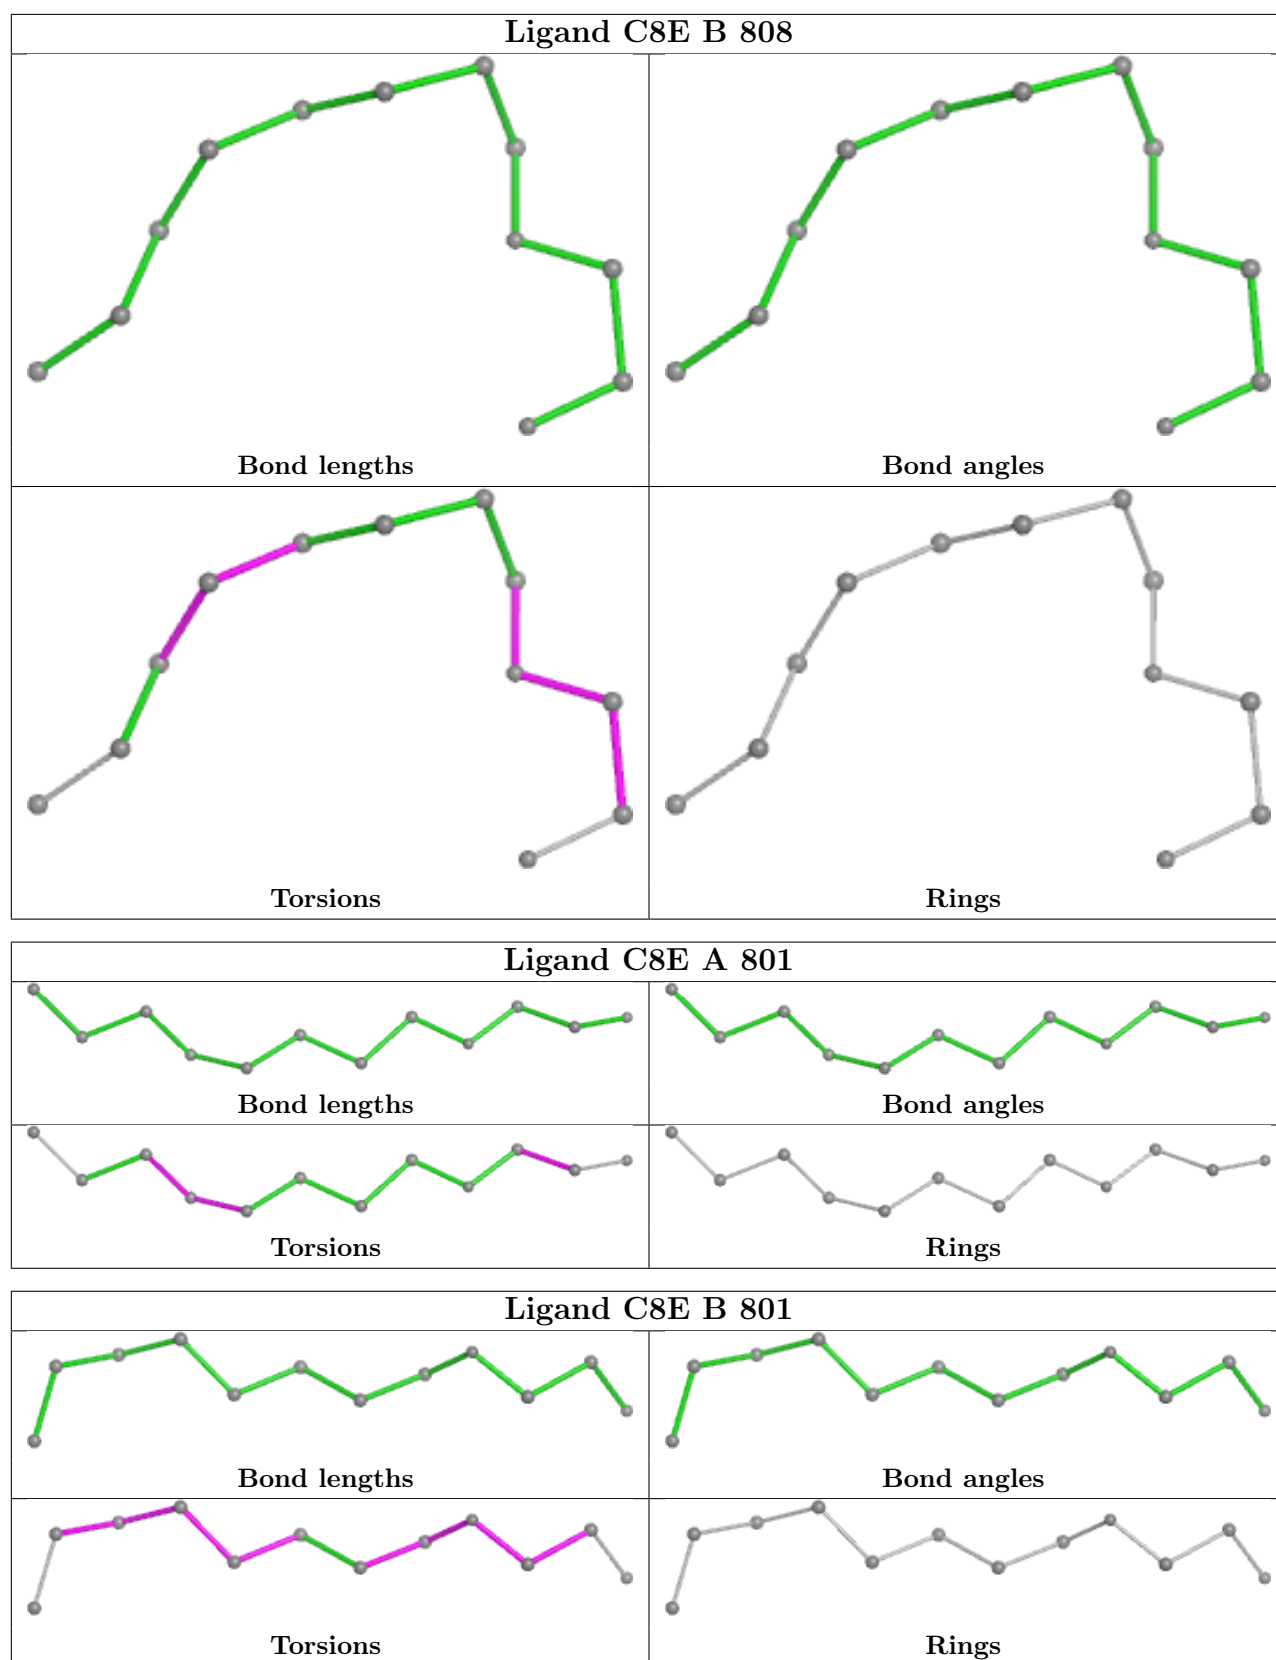 Ligand C8E B 808
Bond lengths
Bond angles
Torsions
Rings
Ligand C8E A 801
Bond lengths
Bond angles
Torsions
Rings
Ligand C8E B 801
Bond lengths
Bond angles
Torsions
Rings